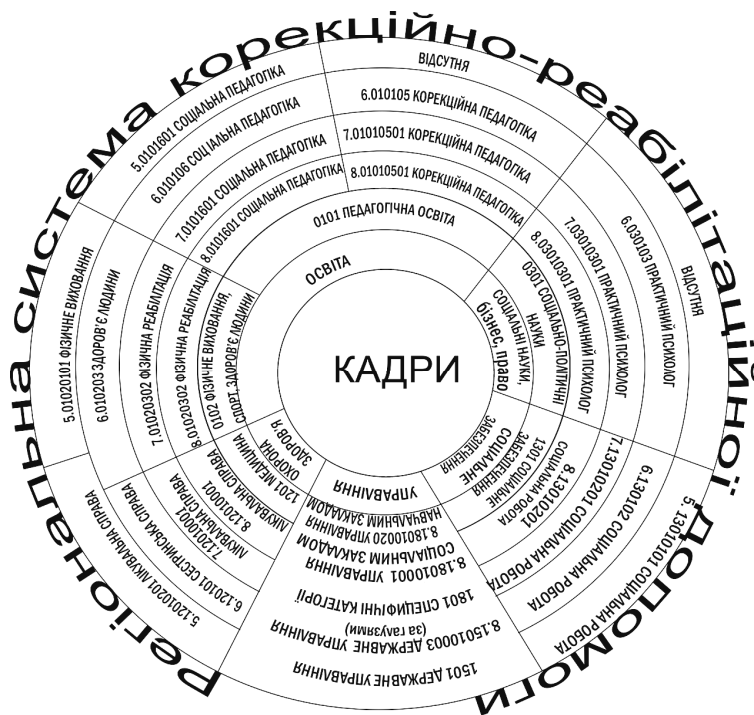 Регіональна система корекційно-реабілітаційної допомоги
ВІДСУТНЯ
6.010105 КОРЕКЦІЙНА ПЕДАГОГІКА
7.01010501 КОРЕКЦІЙНА ПЕДАГОГІКА
8.01010501 КОРЕКЦІЙНА ПЕДАГОГІКА
5.0101601 СОЦІАЛЬНА ПЕДАГОГІКА
6.010106 СОЦІАЛЬНА ПЕДАГОГІКА
7.0101601 СОЦІАЛЬНА ПЕДАГОГІКА
8.0101601 СОЦІАЛЬНА ПЕДАГОГІКА
0101 ПЕДАГОГІЧНА ОСВІТА
ОСВІТА
5.01020101 ФІЗИЧНЕ ВИХОВАННЯ
6.010203 ЗДОРОВ'Є ЛЮДИНИ
7.01020302 ФІЗИЧНА РЕАБІЛІТАЦІЯ
8.01020302 ФІЗИЧНА РЕАБІЛІТАЦІЯ
0102 ФІЗИЧНЕ ВИХОВАННЯ,
СПОРТ, ЗДОРОВ'Є ЛЮДИНИ
КАДРИ
ВІДСУТНЯ
6.030103 ПРАКТИЧНИЙ ПСИХОЛОГ
7.03010301 ПРАКТИЧНИЙ ПСИХОЛОГ
8.03010301 ПРАКТИЧНИЙ ПСИХОЛОГ
0301 СОЦІАЛЬНО-ПОЛІТИЧНІ
НАУКИ
СОЦІАЛЬНІ НАУКИ,
бізнес, право
5.13010101 СОЦІАЛЬНА РОБОТА
6.130102 СОЦІАЛЬНА РОБОТА
7.13010201 СОЦІАЛЬНА РОБОТА
8.13010201
СОЦІАЛЬНА РОБОТА
1301 СОЦІАЛЬНЕ
ЗАБЕЗПЕЧЕННЯ
СОЦІАЛЬНЕ
ЗАБЕЗПЕЧЕННЯ
УПРАВЛІННЯ
8.18010020 УПРАВЛІННЯ
НАВЧАЛЬНИМ ЗАКЛАДОМ
8.18010001 УПРАВЛІННЯ
СОЦІАЛЬНИМ ЗАКЛАДОМ
1801 СПЕЦИФІЧНІ КАТЕГОРІЇ
8.15010003 ДЕРЖАВНЕ УПРАВЛІННЯ
(за галузями)
1501 ДЕРЖАВНЕ УПРАВЛІННЯ
ОХОРОНА
ЗДОРОВ'Я
1201 МЕДИЦИНА
8.12010001
ЛІКУВАЛЬНА СПРАВА
7.12010001
ЛІКУВАЛЬНА СПРАВА
6.120101 СЕСТРИНСЬКА СПРАВА
5.12010201 ЛІКУВАЛЬНА СПРАВА